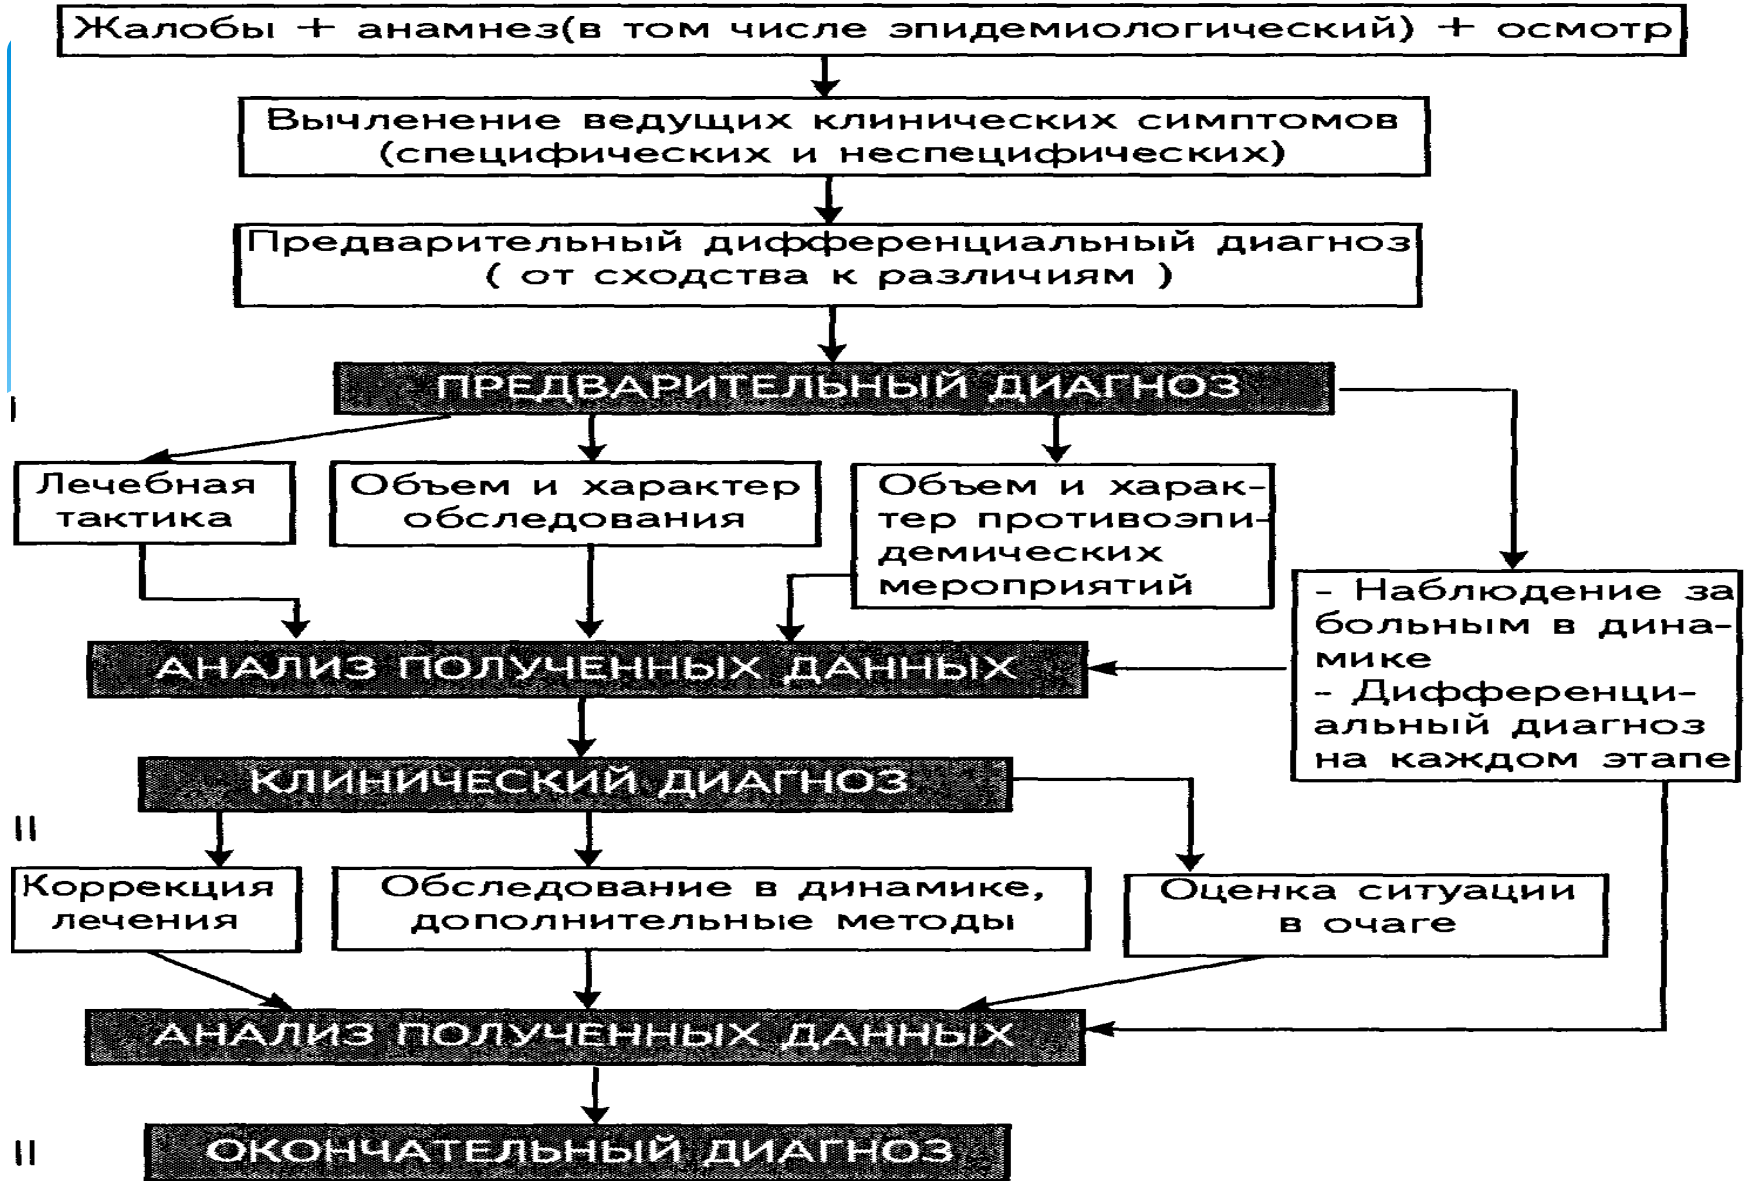 Жалобы + анамнез(в том числе эпидемиологический) + осмотр
Вычленение ведущих клинических симптомов
(специфических и неспецифических)
Предварительный дифференциальный диагноз
( от сходства к различиям )
ПРЕДВАРИТЕЛЬНЫЙ ДИАГНОЗ
I
Лечебная
тактика
Объем и характер
обследования
Объем и харак-
тер противоэпи-
демических
мероприятий
- Наблюдение за
больным в дина-
мике
- Дифференци-
альный диагноз
на каждом этапе
АНАЛИЗ ПОЛУЧЕННЫХ ДАННЫХ
КЛИНИЧЕСКИЙ ДИАГНОЗ
II
Коррекция
лечения
Обследование в динамике,
дополнительные методы
Оценка ситуации
в очаге
АНАЛИЗ ПОЛУЧЕННЫХ ДАННЫХ
II
ОКОНЧАТЕЛЬНЫЙ ДИАГНОЗ